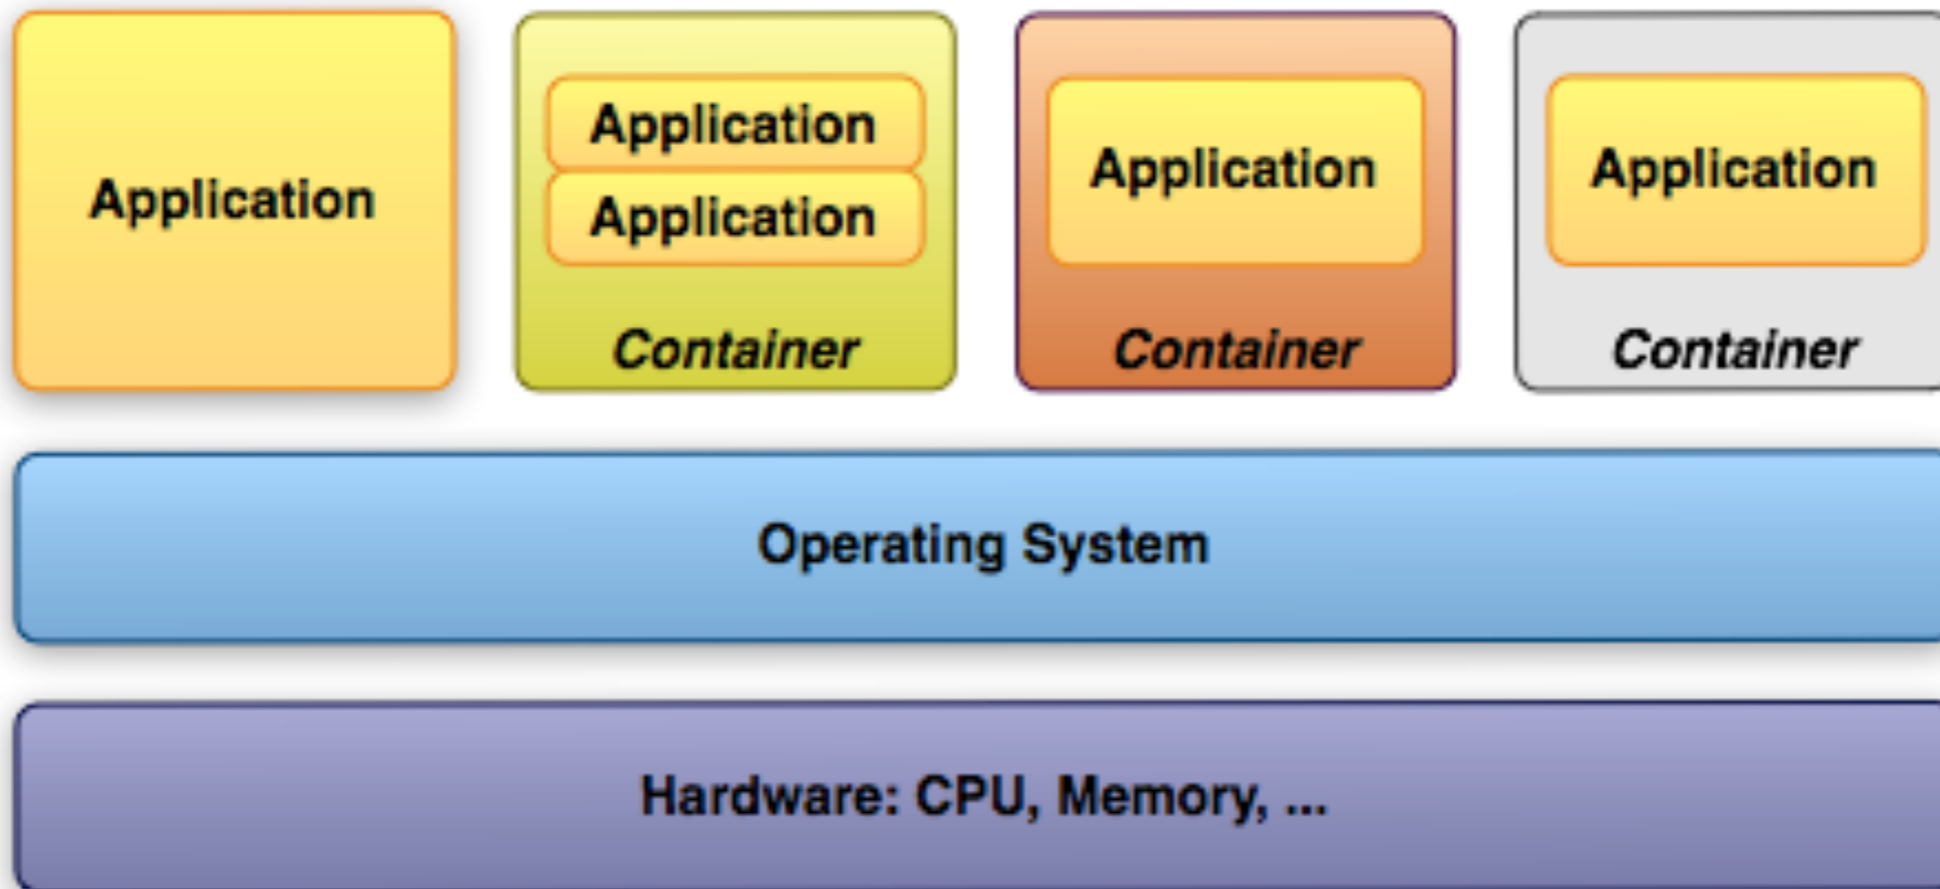 Application
Application
Application
Container
Application
Container
Application
Container
Operating System
Hardware: CPU, Memory, ...